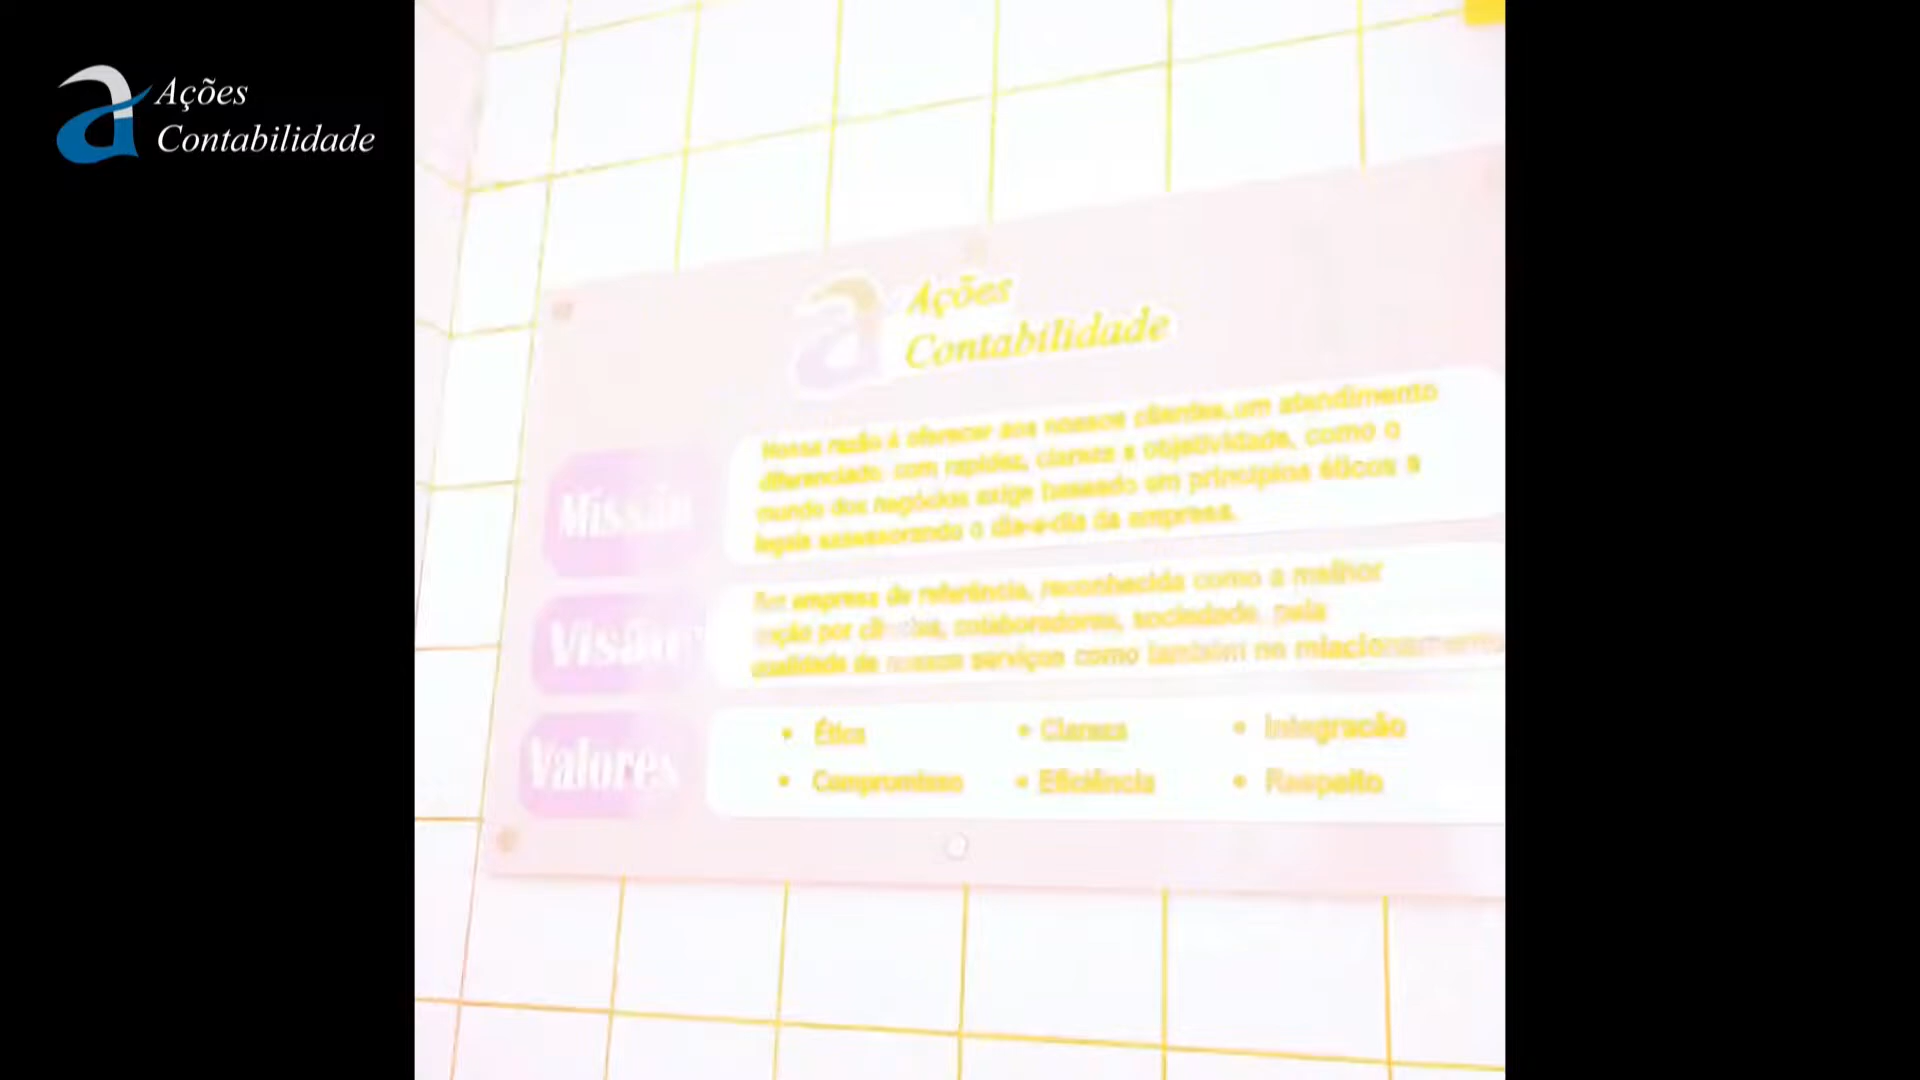 Ações
Contabilidade
Ações
Contabilidade
Missão
Nossa razão é oferecer aos nossos clientes um atendimento
diferenciado, com rapidez, clareza e objetividade, como o
mundo dos negócios exige baseado em princípios éticos e
legais assessorando o dia-a-dia da empresa.
Visão
Ser empresa de referência, reconhecida como a melhor
opção por clientes, colaboradores, sociedade, pela
qualidade de nossos serviços como também no relacionamento
Valores
• Ética • Clareza • Integração
• Compromisso • Eficiência • Respeito